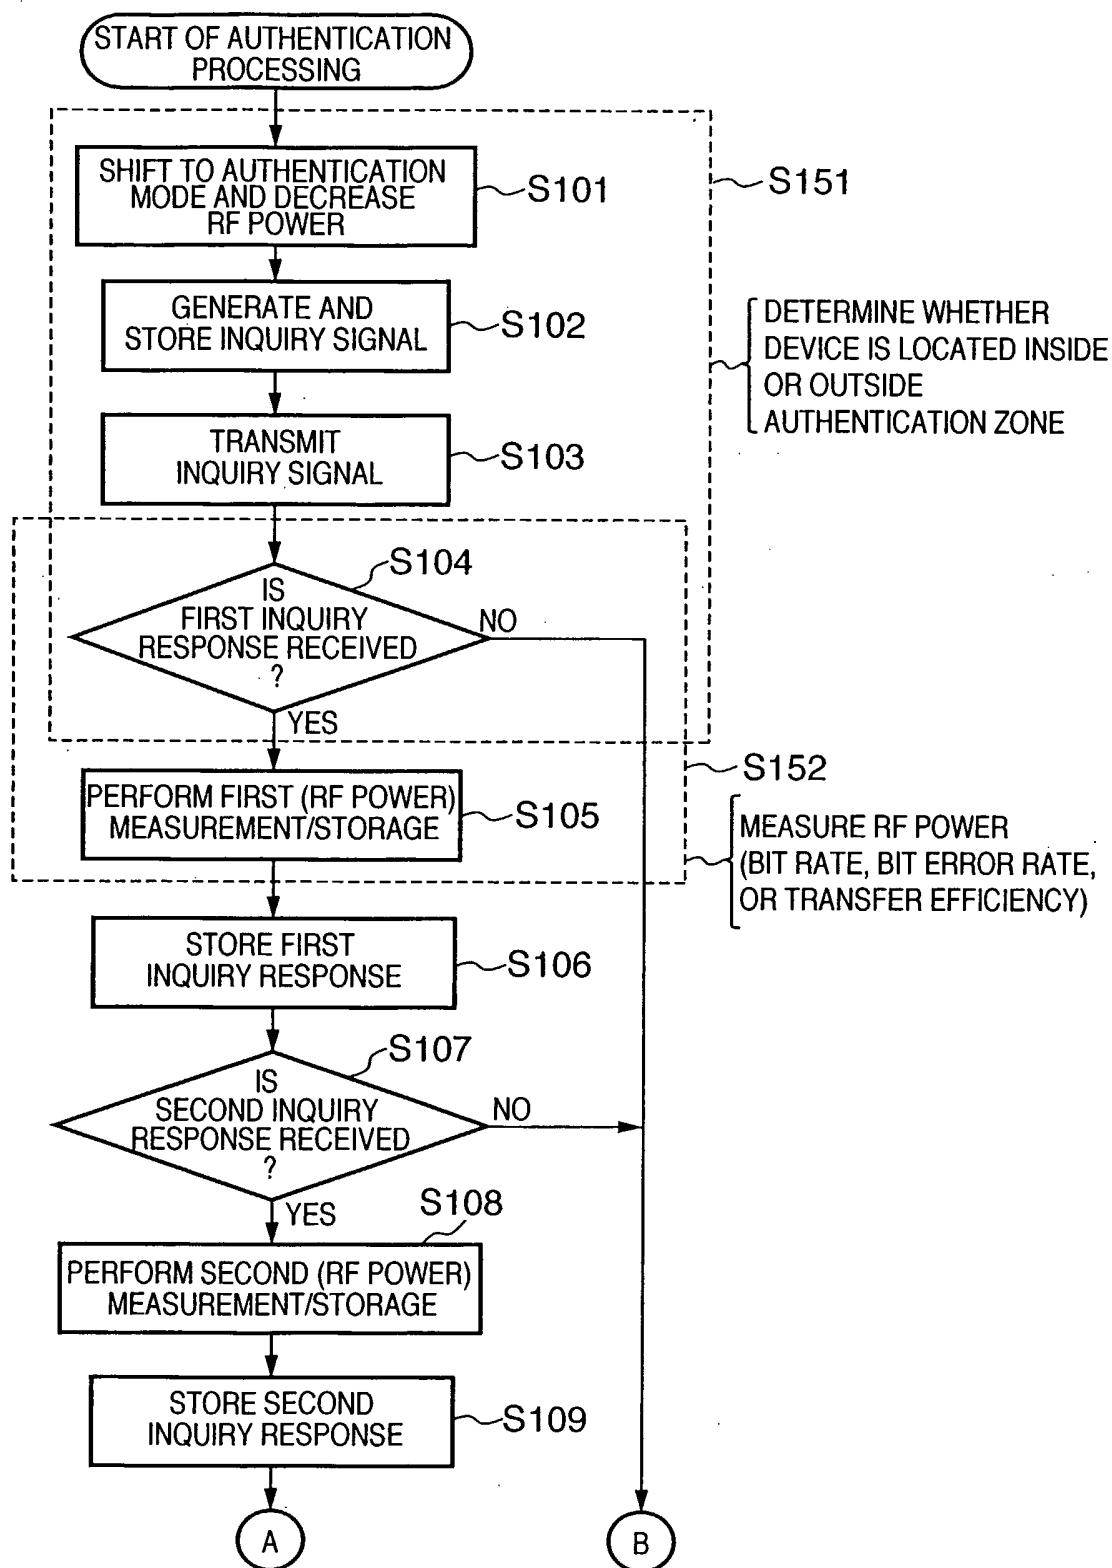 START OF AUTHENTICATION
PROCESSING
SHIFT TO AUTHENTICATION
MODE AND DECREASE
RF POWER
S101
S151
GENERATE AND
STORE INQUIRY SIGNAL
S102
DETERMINE WHETHER
DEVICE IS LOCATED INSIDE
OR OUTSIDE
AUTHENTICATION ZONE
TRANSMIT
INQUIRY SIGNAL
S103
S104
IS
FIRST INQUIRY
RESPONSE RECEIVED
?
NO
YES
S152
PERFORM FIRST (RF POWER)
MEASUREMENT/STORAGE
S105
MEASURE RF POWER
(BIT RATE, BIT ERROR RATE,
OR TRANSFER EFFICIENCY)
STORE FIRST
INQUIRY RESPONSE
S106
S107
IS
SECOND INQUIRY
RESPONSE RECEIVED
?
NO
YES
S108
PERFORM SECOND (RF POWER)
MEASUREMENT/STORAGE
STORE SECOND
INQUIRY RESPONSE
S109
A
B